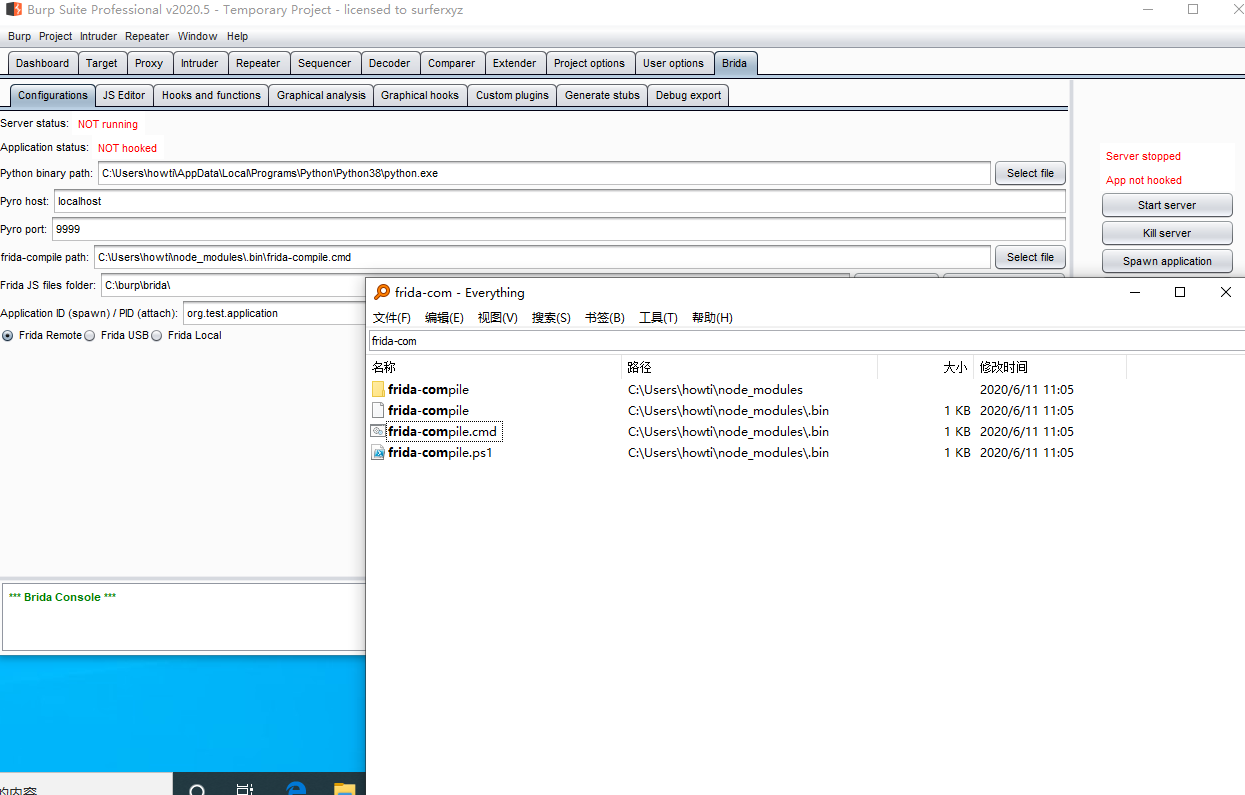 Burp Suite Professional v2020.5 - Temporary Project - licensed to surferxyz
Burp Project Intruder Repeater Window Help
Dashboard Target Proxy Intruder Repeater Sequencer Decoder Comparer Extender Project options User options Brida
Configurations JS Editor Hooks and functions Graphical analysis Graphical hooks Custom plugins Generate stubs Debug export
Server status: NOT running
Application status: NOT hooked
Python binary path: C:\Users\howti\AppData\Local\Programs\Python\Python38\python.exe Select file
Pyro host: localhost
Pyro port: 9999
frida-compile path: C:\Users\howti\node_modules\.bin\frida-compile.cmd Select file
Frida JS files folder: C:\burp\brida\
Application ID (spawn) / PID (attach): org.test.application
Frida Remote Frida USB Frida Local
Server stopped
App not hooked
Start server
Kill server
Spawn application
frida-com - Everything
文件(F) 编辑(E) 视图(V) 搜索(S) 书签(B) 工具(T) 帮助(H)
frida-com
名称 路径 大小 修改时间
frida-compile C:\Users\howti\node_modules 2020/6/11 11:05
frida-compile C:\Users\howti\node_modules\.bin 1 KB 2020/6/11 11:05
frida-compile.cmd C:\Users\howti\node_modules\.bin 1 KB 2020/6/11 11:05
frida-compile.ps1 C:\Users\howti\node_modules\.bin 1 KB 2020/6/11 11:05
*** Brida Console ***
的内容